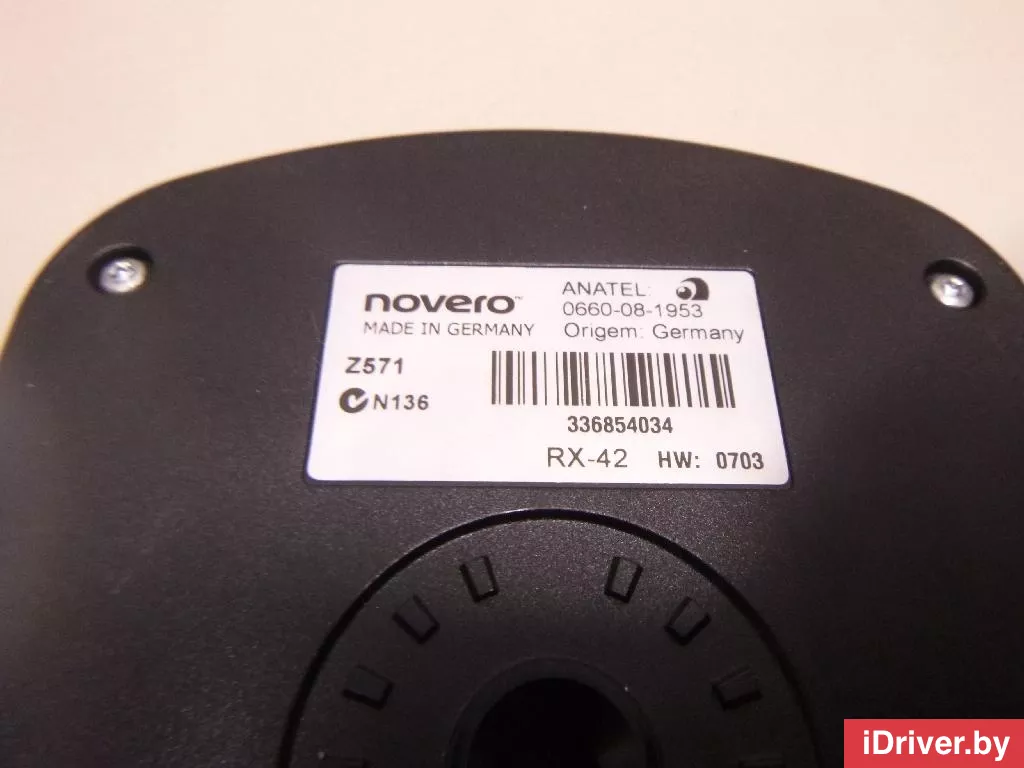 novero™
MADE IN GERMANY
ANATEL:
0660-08-1953
Origem: Germany
Z571
N136
336854034
RX-42 HW: 0703
iDriver.by